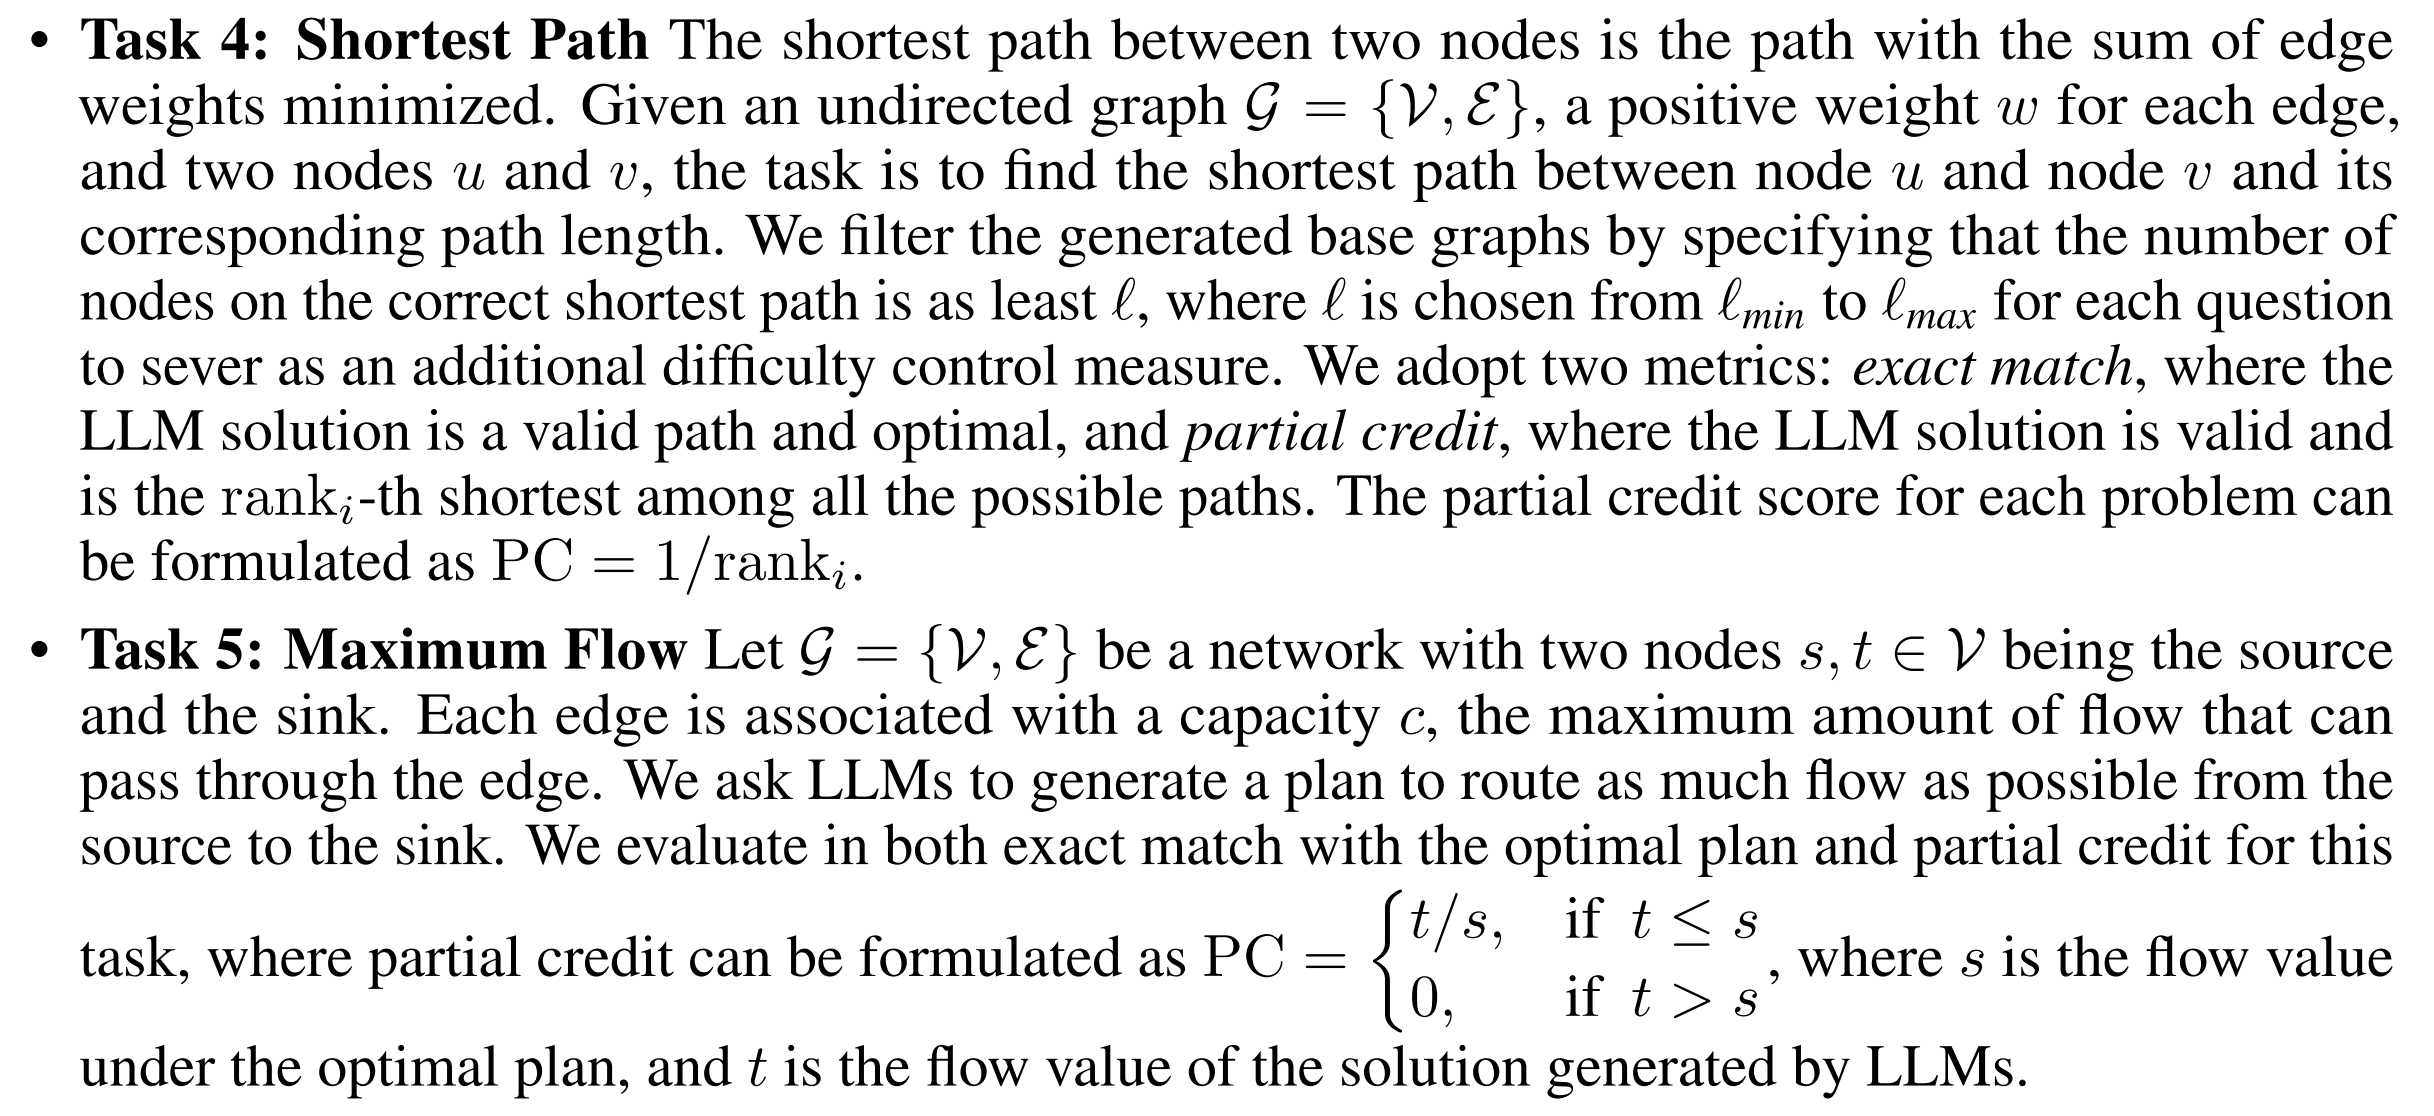 • Task 4: Shortest Path The shortest path between two nodes is the path with the sum of edge
weights minimized. Given an undirected graph 𝒢 = {𝒱, ℰ}, a positive weight w for each edge,
and two nodes u and v, the task is to find the shortest path between node u and node v and its
corresponding path length. We filter the generated base graphs by specifying that the number of
nodes on the correct shortest path is as least ℓ, where ℓ is chosen from ℓ_min to ℓ_max for each question
to sever as an additional difficulty control measure. We adopt two metrics: exact match, where the
LLM solution is a valid path and optimal, and partial credit, where the LLM solution is valid and
is the rank_i-th shortest among all the possible paths. The partial credit score for each problem can
be formulated as PC = 1/rank_i.
• Task 5: Maximum Flow Let 𝒢 = {𝒱, ℰ} be a network with two nodes s, t ∈ 𝒱 being the source
and the sink. Each edge is associated with a capacity c, the maximum amount of flow that can
pass through the edge. We ask LLMs to generate a plan to route as much flow as possible from the
source to the sink. We evaluate in both exact match with the optimal plan and partial credit for this
task, where partial credit can be formulated as PC = { t/s, if t ≤ s; 0, if t > s , where s is the flow value
under the optimal plan, and t is the flow value of the solution generated by LLMs.